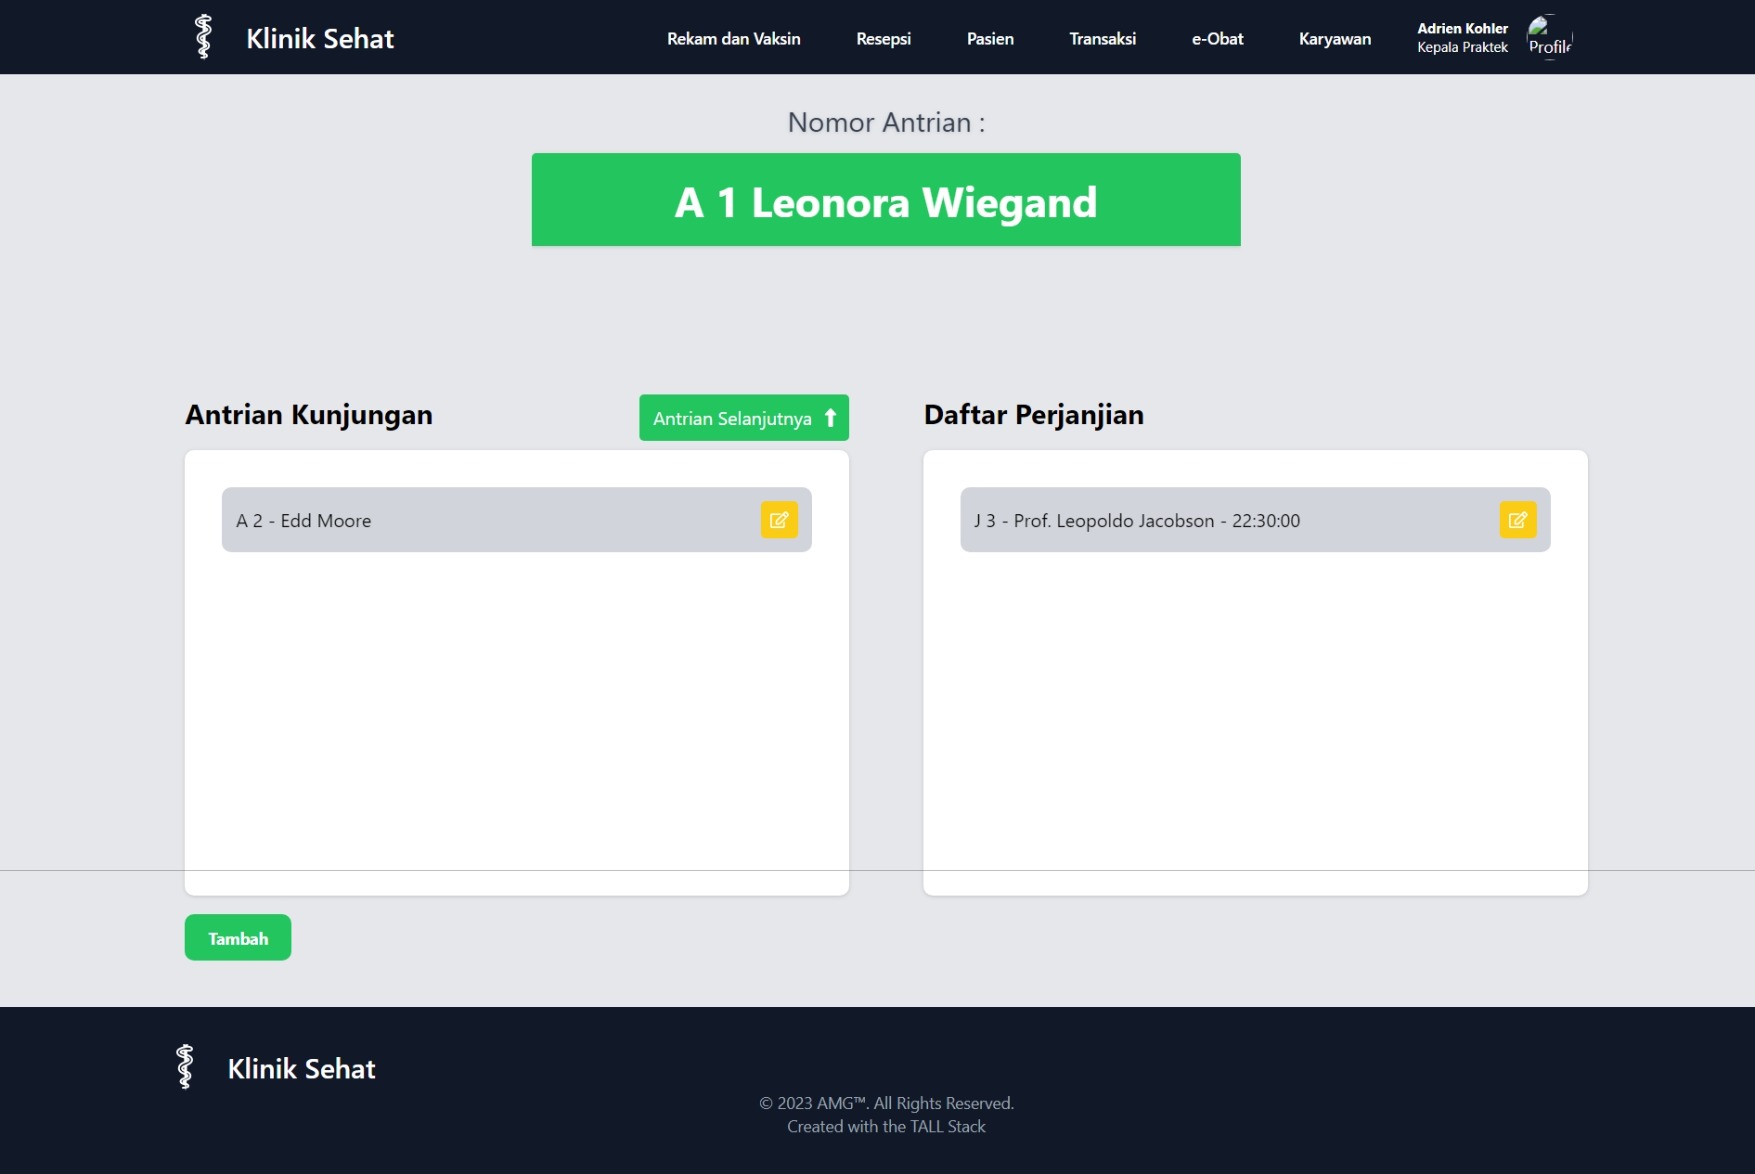 Klinik Sehat
Rekam dan Vaksin
Resepsi
Pasien
Transaksi
e-Obat
Karyawan
Adrien Kohler
Kepala Praktek
Profile
Nomor Antrian :
A 1 Leonora Wiegand
Antrian Kunjungan
Antrian Selanjutnya
A 2 - Edd Moore
Tambah
Daftar Perjanjian
J 3 - Prof. Leopoldo Jacobson - 22:30:00
Klinik Sehat
© 2023 AMG™. All Rights Reserved.
Created with the TALL Stack